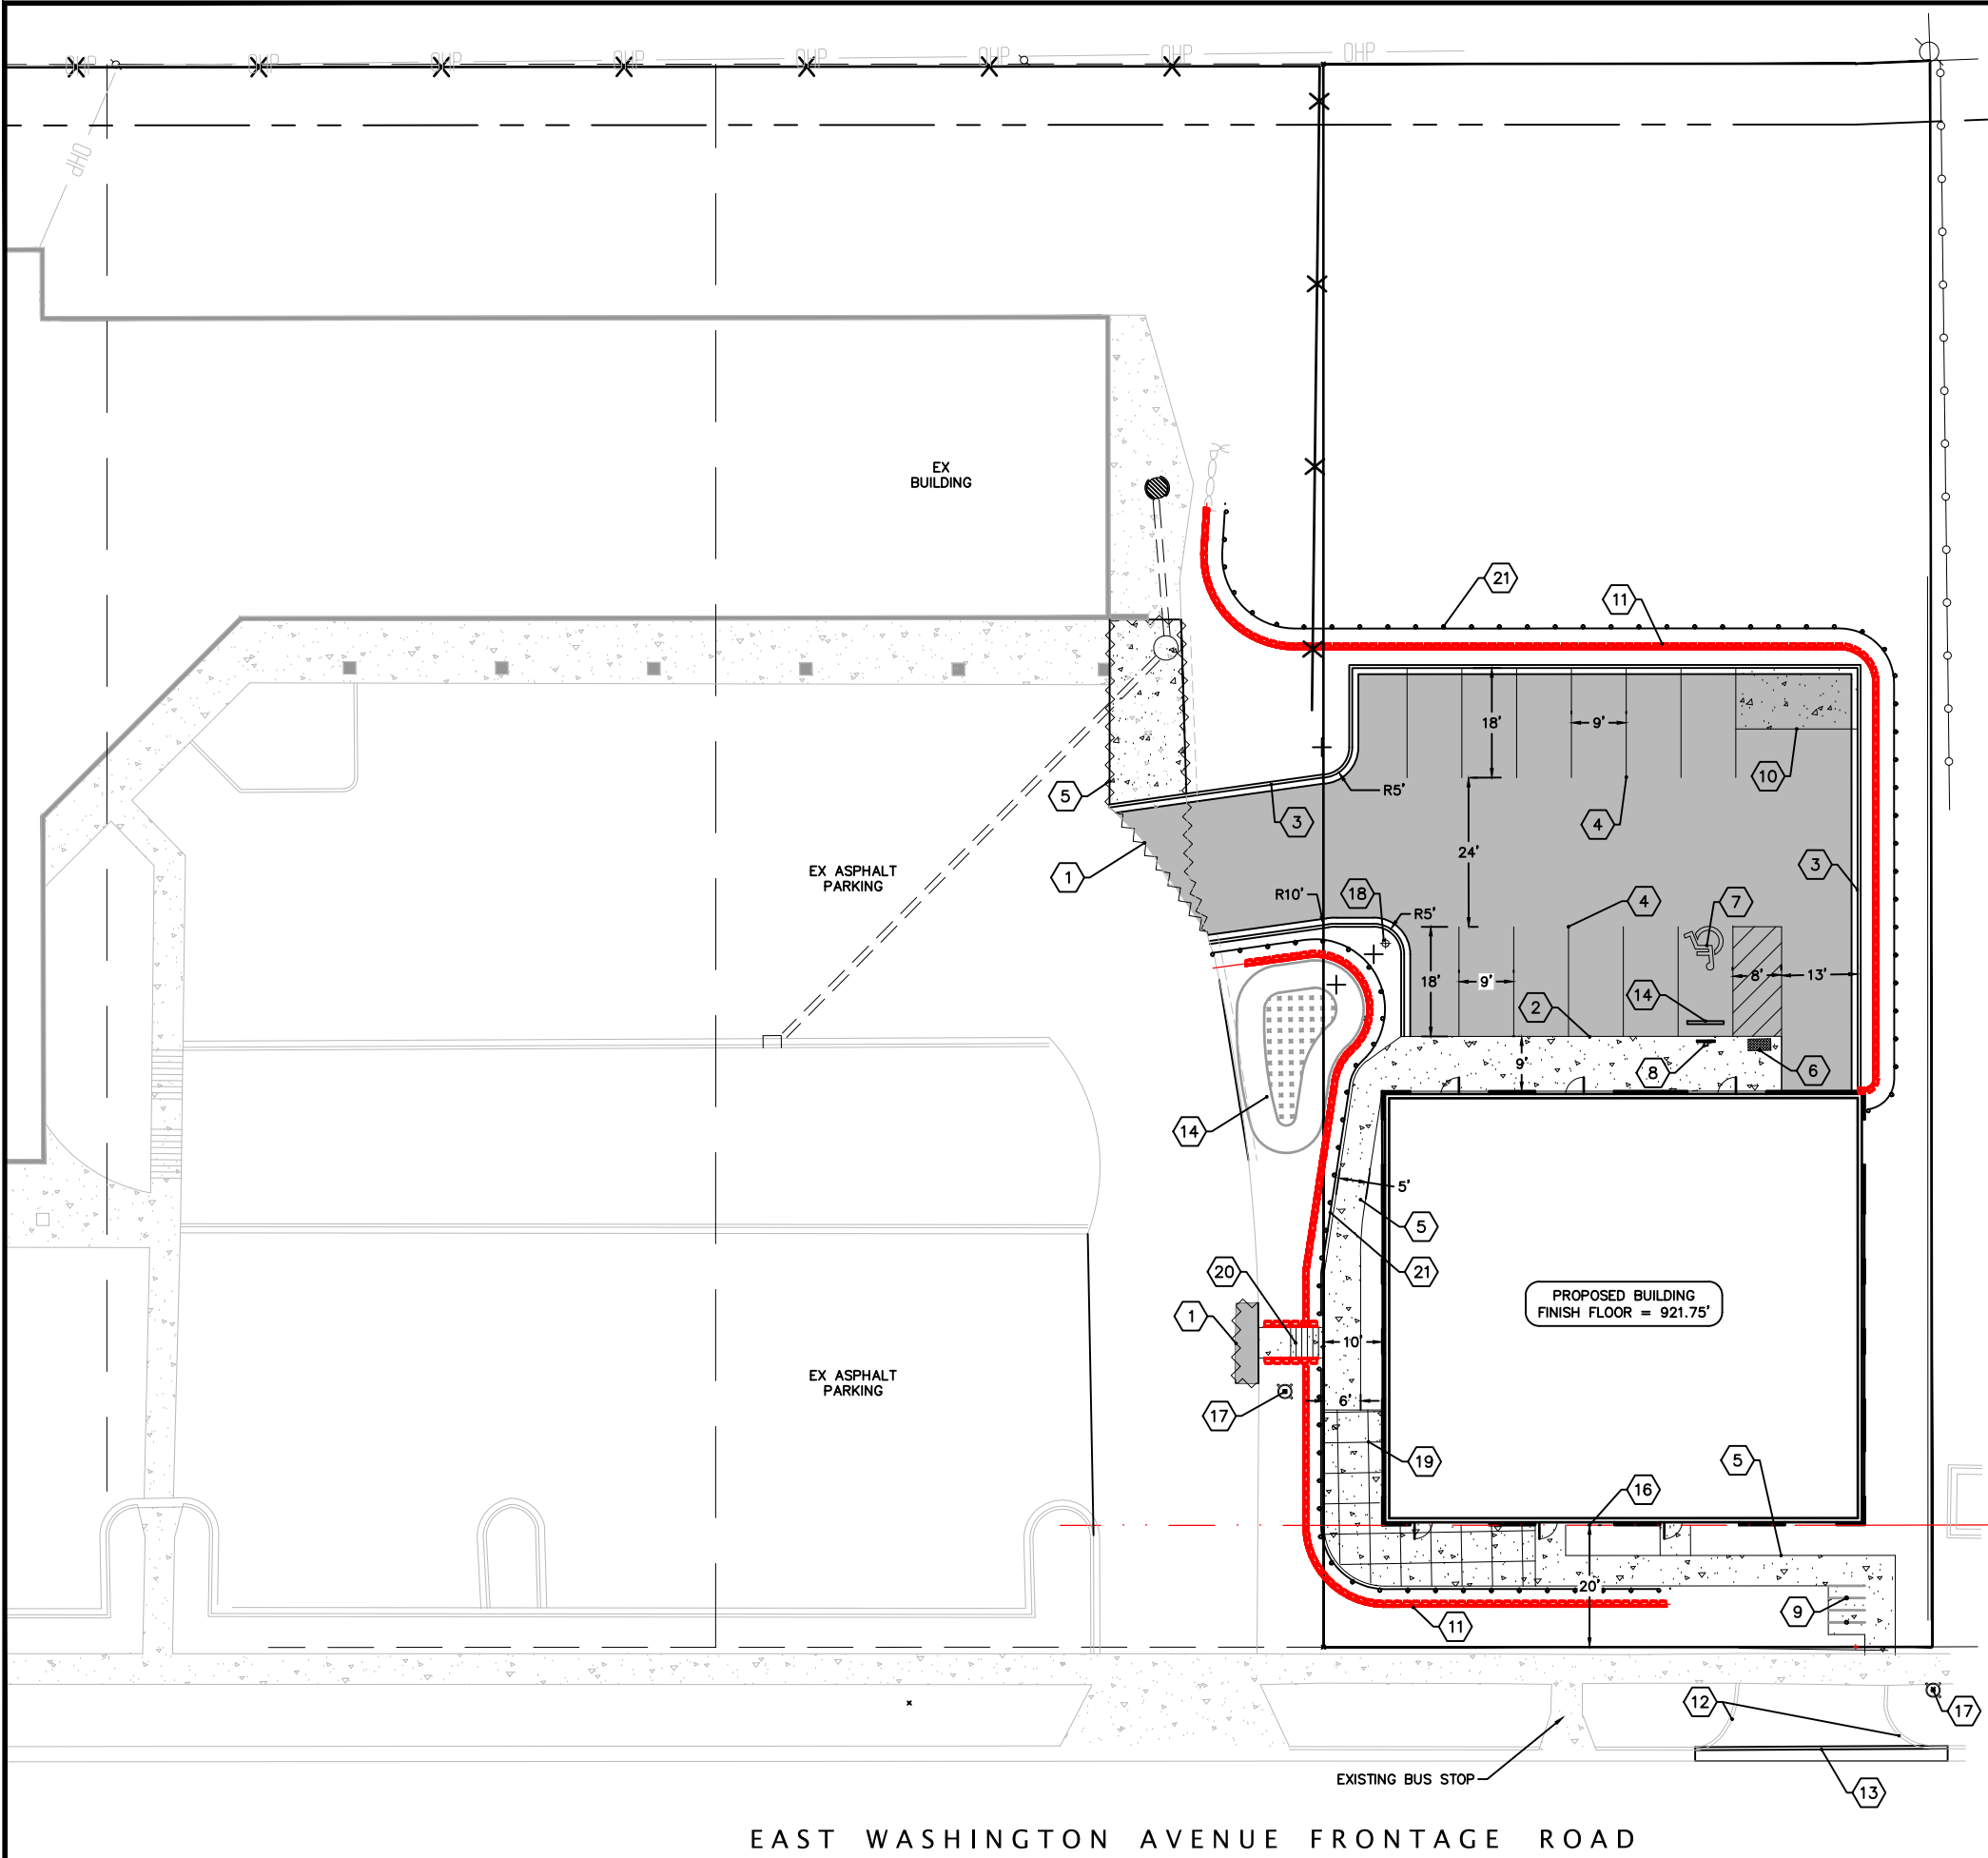 OHP OHP OHP OHP OHP OHP OHP OHP
OHP
EX
BUILDING
21
11
18'
9'
10
5
R5'
3
4
EX ASPHALT
PARKING
24'
1
3
R10'
18
R5'
4
7
18'
9'
8'
13'
14
2
9'
8
6
14
5'
5
21
20
PROPOSED BUILDING
FINISH FLOOR = 921.75'
1
10'
EX ASPHALT
PARKING
6'
17
19
5
16
20'
9
11
12
17
EXISTING BUS STOP
13
EAST WASHINGTON AVENUE FRONTAGE ROAD